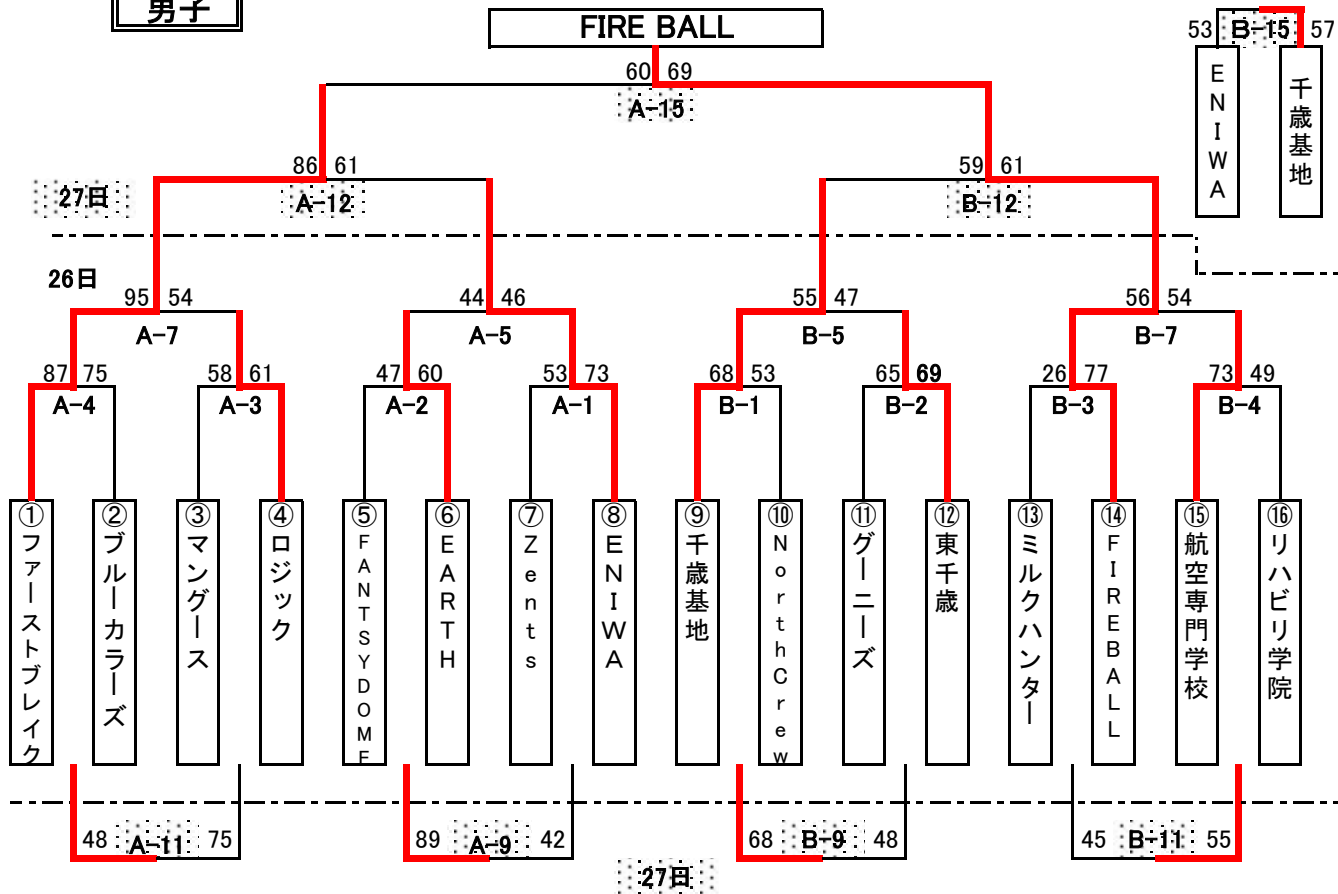 男子
FIRE BALL
53 B-15 57
ENIWA
千歳基地
60 69
A-15
86 61
A-12
59 61
B-12
27日
26日
95 54
A-7
44 46
A-5
55 47
B-5
56 54
B-7
87 75
A-4
58 61
A-3
47 60
A-2
53 73
A-1
68 53
B-1
65 69
B-2
26 77
B-3
73 49
B-4
①ファーストブレイク
②ブルーカラーズ
③マングース
④ロジック
⑤FANTSYDOME
⑥EARTH
⑦Zents
⑧ENIWA
⑨千歳基地
⑩NorthCrew
⑪グーニーズ
⑫東千歳
⑬ミルクハンター
⑭FIREBALL
⑮航空専門学校
⑯リハビリ学院
48 A-11 75
89 A-9 42
68 B-9 48
45 B-11 55
27日